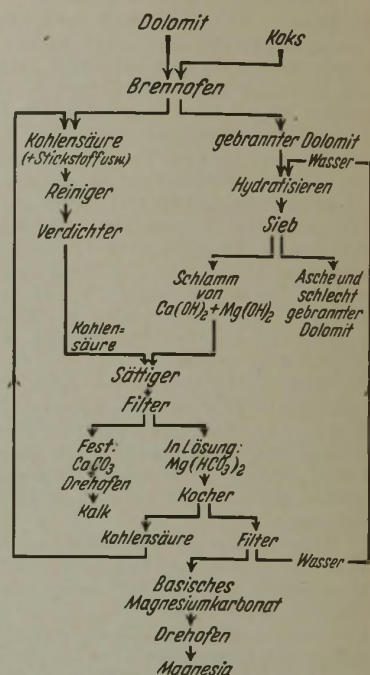 Dolomit
Koks
Brennofen
Kohlensäure
(+Stickstoff usw.)
Reiniger
Verdichter
gebrannter Dolomit
Wasser
Hydratisieren
Sieb
Schlamm
von
Ca(OH)₂+Mg(OH)₂
Asche und
schlecht
gebrannter
Dolomit
Kohlen-
säure
Sättiger
Filter
Fest:
CaCO₃
Drehofen
Kalk
In Lösung:
Mg(HCO₃)₂
Kocher
Kohlensäure
Filter
Wasser
Basisches
Magnesiumkarbonat
Drehofen
Magnesia